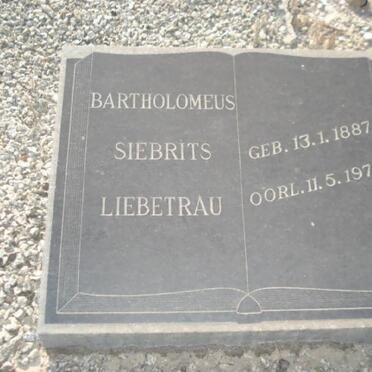 BARTHOLOMEUS
SIEBRITS
LIEBETRAU
GEB. 13.1.1887
OORL. 11.5.197